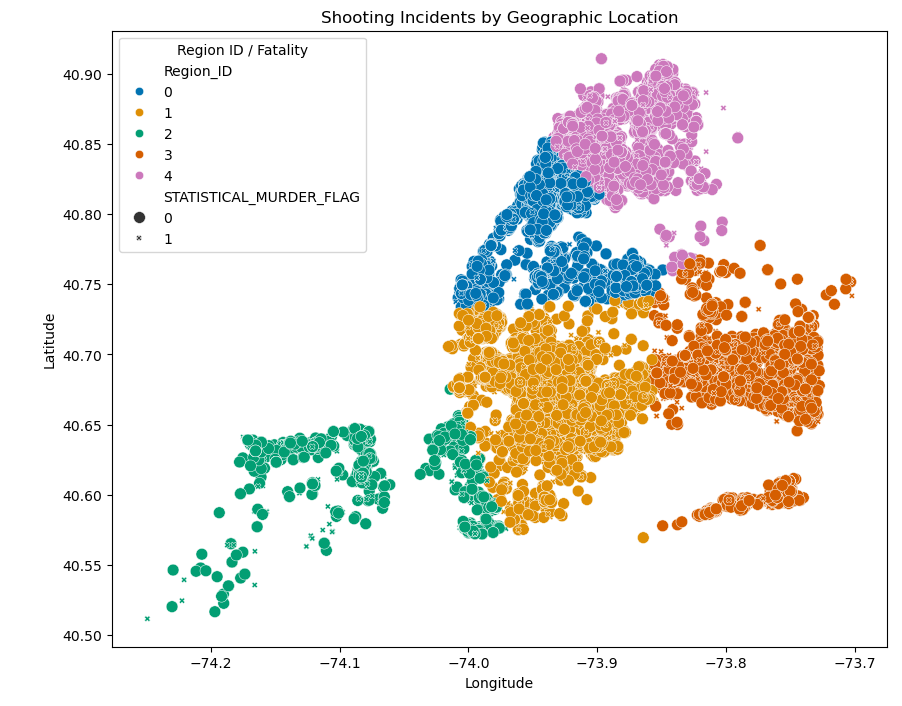 Shooting Incidents by Geographic Location
Region ID / Fatality
Region_ID
0
1
2
3
4
STATISTICAL_MURDER_FLAG
0
1
Latitude
40.90
40.85
40.80
40.75
40.70
40.65
40.60
40.55
40.50
−74.2 −74.1 −74.0 −73.9 −73.8 −73.7
Longitude